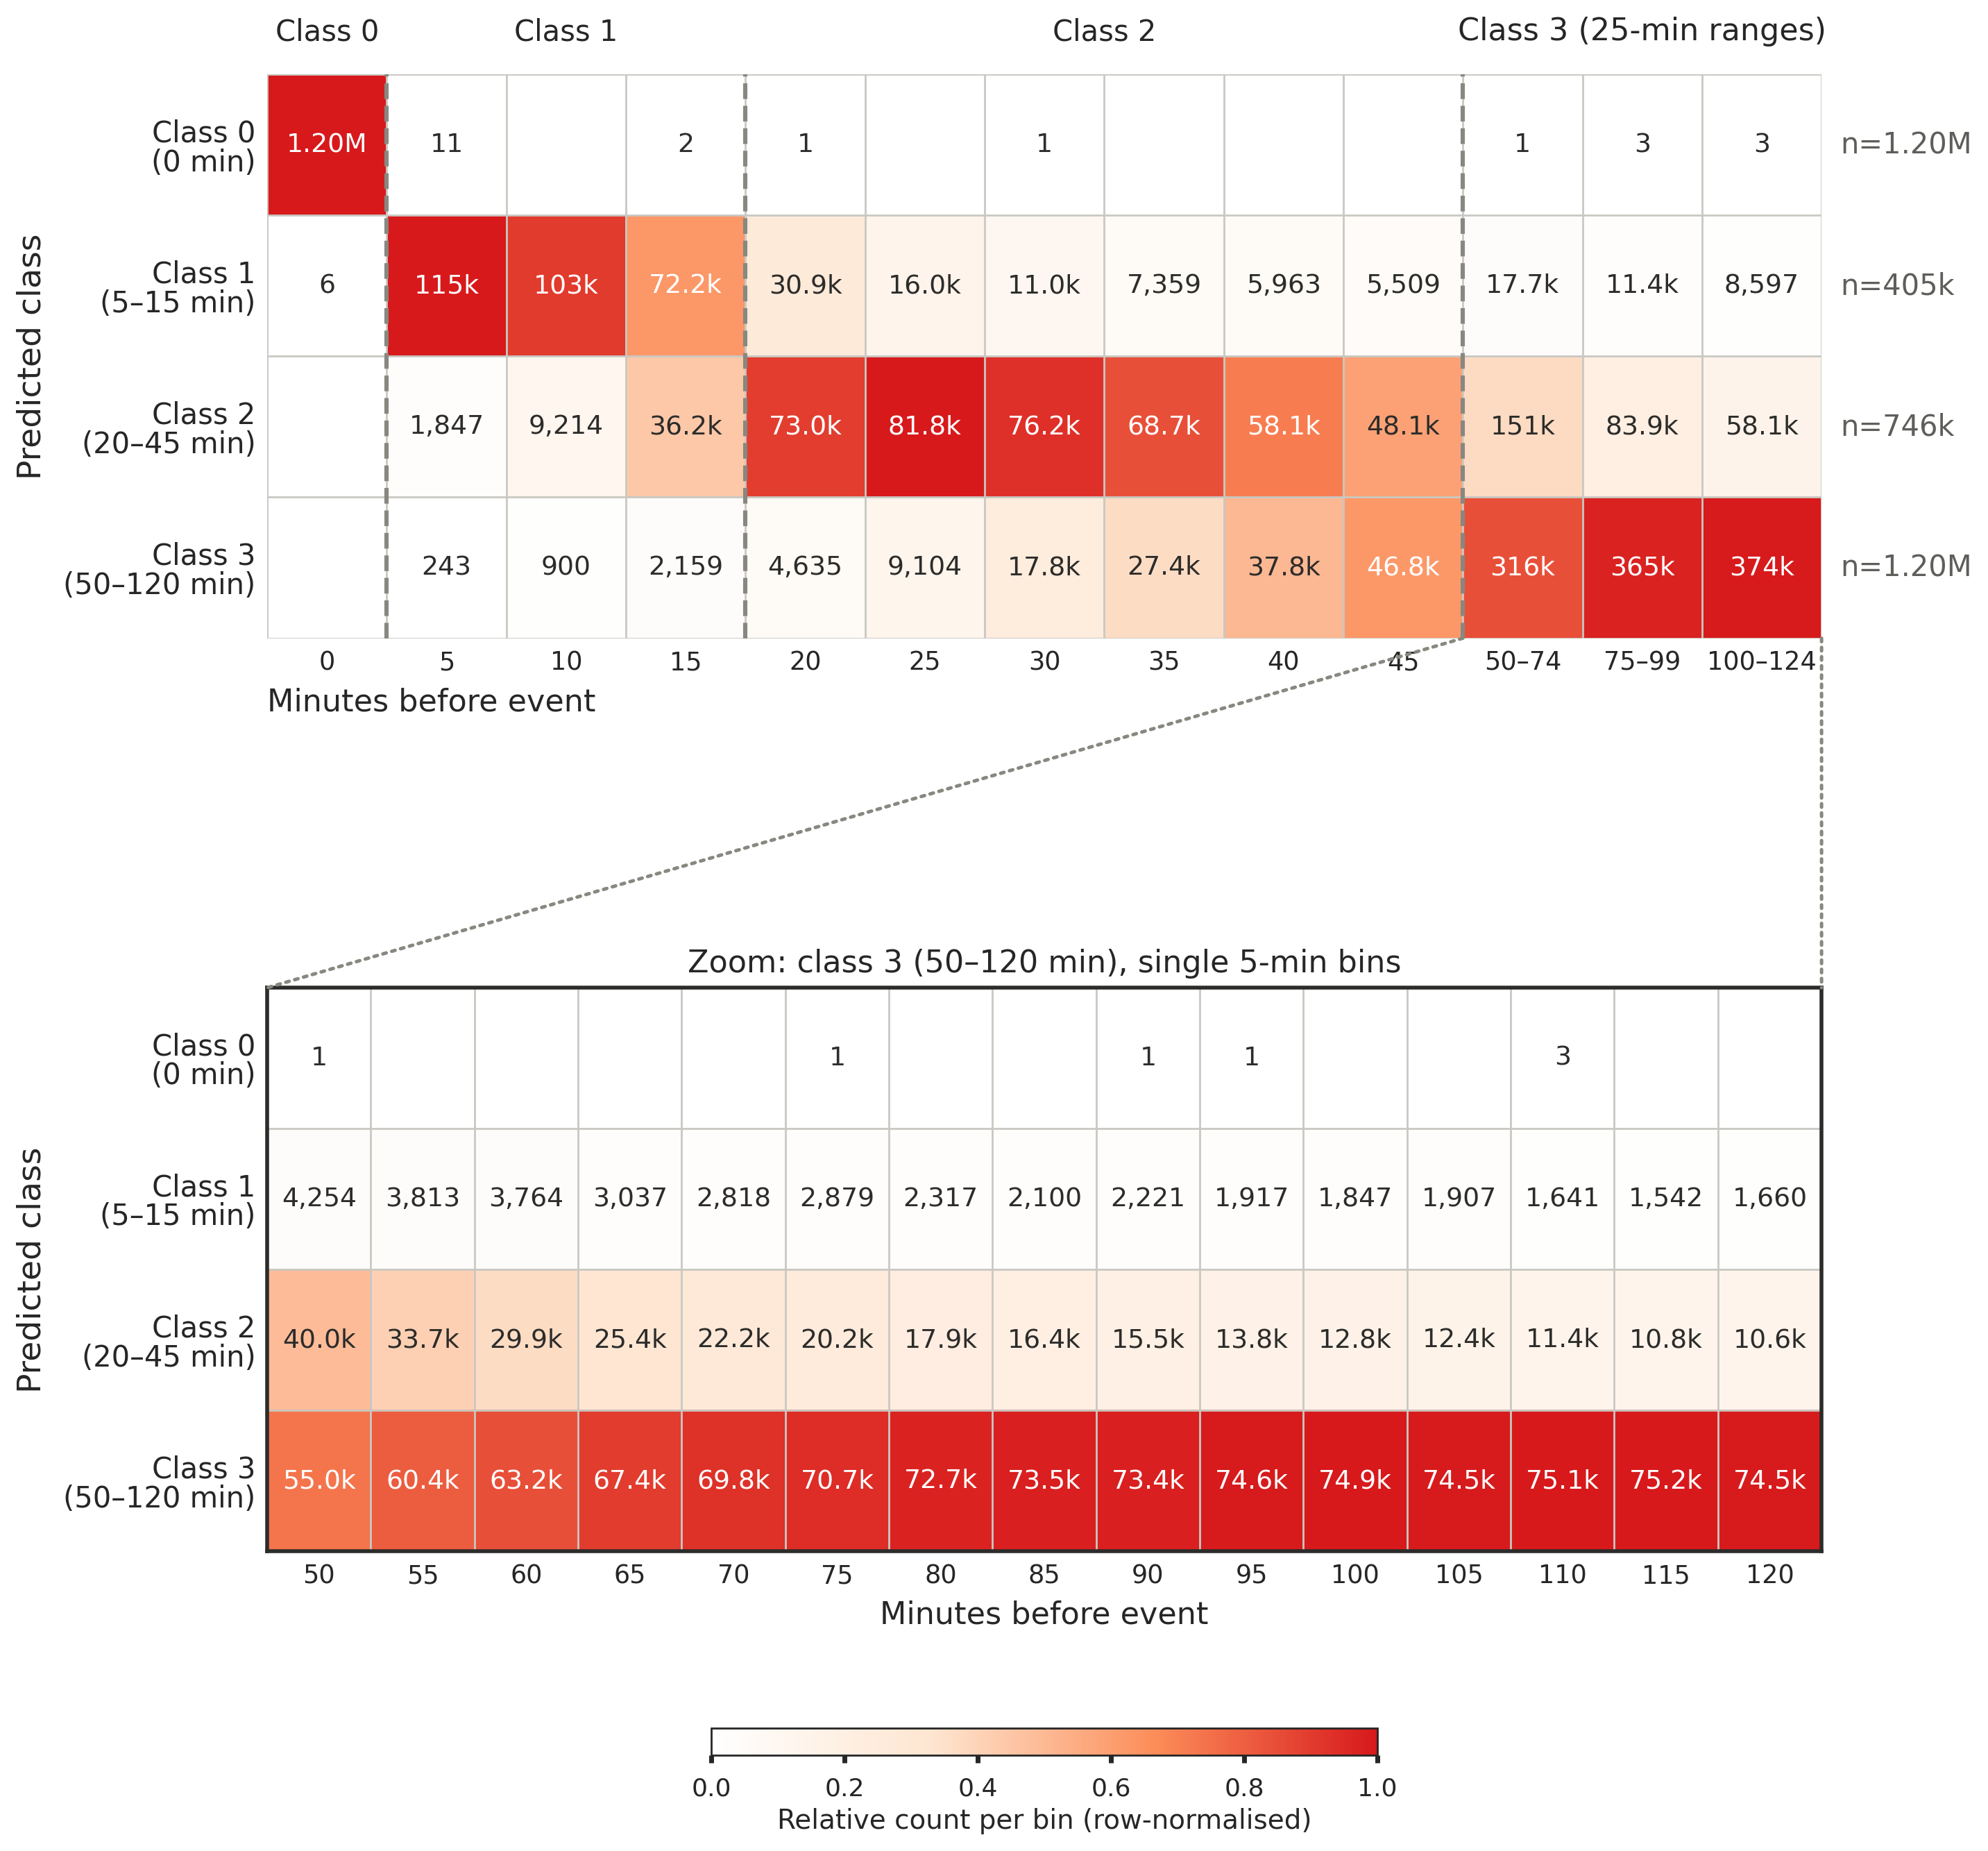 Class 0 Class 1 Class 2 Class 3 (25-min ranges)
Predicted class
Class 0
(0 min)
1.20M 11 2 1 1 1 3 3 n=1.20M
Class 1
(5–15 min)
6 115k 103k 72.2k 30.9k 16.0k 11.0k 7,359 5,963 5,509 17.7k 11.4k 8,597 n=405k
Class 2
(20–45 min)
1,847 9,214 36.2k 73.0k 81.8k 76.2k 68.7k 58.1k 48.1k 151k 83.9k 58.1k n=746k
Class 3
(50–120 min)
243 900 2,159 4,635 9,104 17.8k 27.4k 37.8k 46.8k 316k 365k 374k n=1.20M
0 5 10 15 20 25 30 35 40 45 50–74 75–99 100–124
Minutes before event
Zoom: class 3 (50–120 min), single 5-min bins
Predicted class
Class 0
(0 min)
1 1 1 1 3
Class 1
(5–15 min)
4,254 3,813 3,764 3,037 2,818 2,879 2,317 2,100 2,221 1,917 1,847 1,907 1,641 1,542 1,660
Class 2
(20–45 min)
40.0k 33.7k 29.9k 25.4k 22.2k 20.2k 17.9k 16.4k 15.5k 13.8k 12.8k 12.4k 11.4k 10.8k 10.6k
Class 3
(50–120 min)
55.0k 60.4k 63.2k 67.4k 69.8k 70.7k 72.7k 73.5k 73.4k 74.6k 74.9k 74.5k 75.1k 75.2k 74.5k
50 55 60 65 70 75 80 85 90 95 100 105 110 115 120
Minutes before event
0.0 0.2 0.4 0.6 0.8 1.0
Relative count per bin (row-normalised)